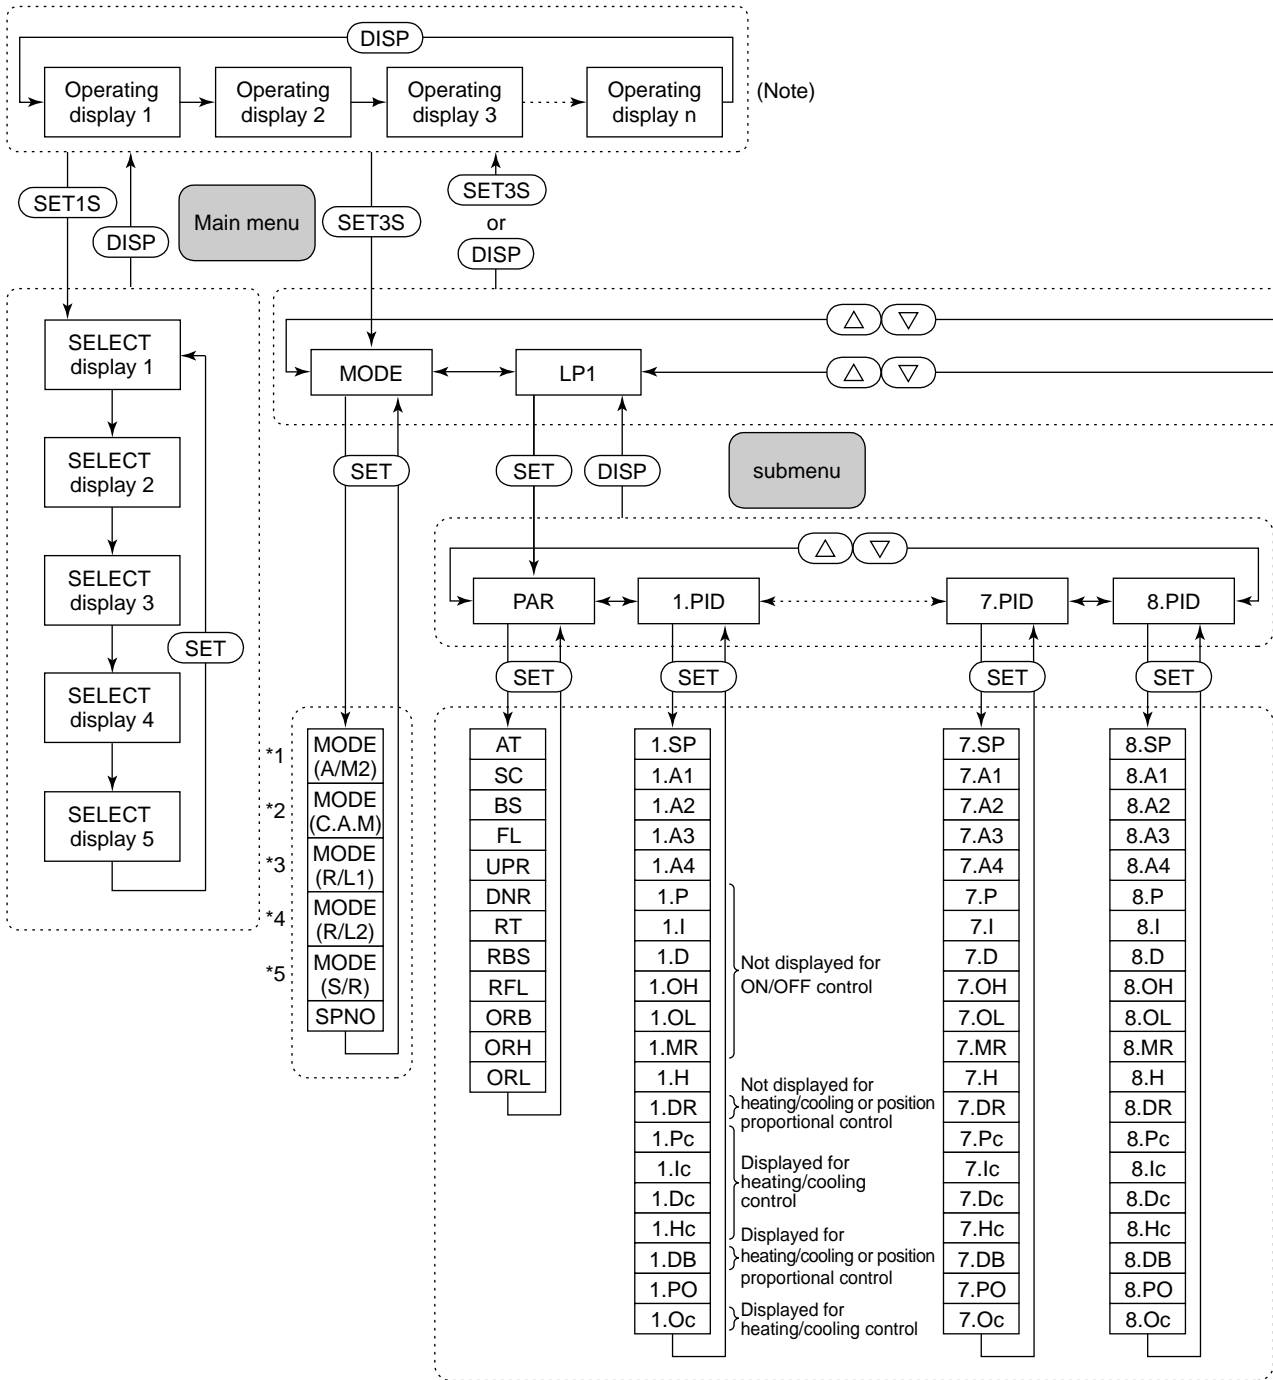 DISP
Operating
display 1
Operating
display 2
Operating
display 3
Operating
display n
(Note)
SET1S
DISP
Main menu
SET3S
SET3S
or
DISP
SELECT
display 1
SELECT
display 2
SELECT
display 3
SELECT
display 4
SELECT
display 5
SET
△ ▽
MODE
LP1
△ ▽
SET
SET
DISP
submenu
△ ▽
PAR
1.PID
7.PID
8.PID
SET
SET
SET
SET
*1
MODE
(A/M2)
*2
MODE
(C.A.M)
*3
MODE
(R/L1)
*4
MODE
(R/L2)
*5
MODE
(S/R)
SPNO
AT
SC
BS
FL
UPR
DNR
RT
RBS
RFL
ORB
ORH
ORL
1.SP
1.A1
1.A2
1.A3
1.A4
1.P
1.I
1.D
1.OH
1.OL
1.MR
1.H
1.DR
1.Pc
1.Ic
1.Dc
1.Hc
1.DB
1.PO
1.Oc
Not displayed for
ON/OFF control
Not displayed for
heating/cooling or position
proportional control
Displayed for
heating/cooling
control
Displayed for
heating/cooling or position
proportional control
Displayed for
heating/cooling control
7.SP
7.A1
7.A2
7.A3
7.A4
7.P
7.I
7.D
7.OH
7.OL
7.MR
7.H
7.DR
7.Pc
7.Ic
7.Dc
7.Hc
7.DB
7.PO
7.Oc
8.SP
8.A1
8.A2
8.A3
8.A4
8.P
8.I
8.D
8.OH
8.OL
8.MR
8.H
8.DR
8.Pc
8.Ic
8.Dc
8.Hc
8.DB
8.PO
8.Oc